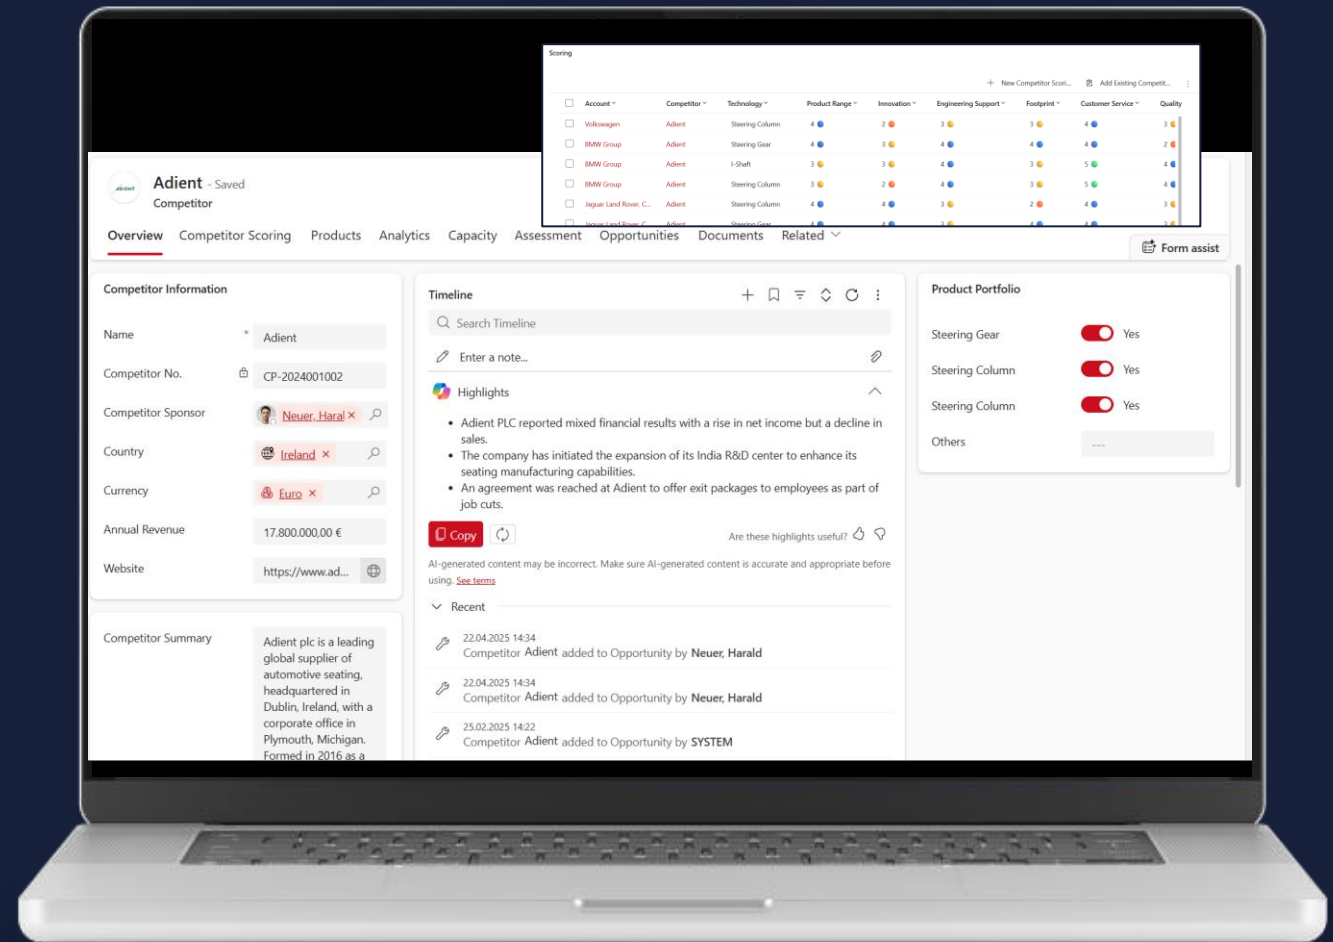 Scoring
New Competitor Scori...
Add Existing Competit...
Account
Competitor
Technology
Product Range
Innovation
Engineering Support
Footprint
Customer Service
Quality
Volkswagen Adient Steering Column 4 2 3 3 4 3
BMW Group Adient Steering Gear 4 3 4 4 4 2
BMW Group Adient I-Shaft 3 3 4 3 5 4
BMW Group Adient Steering Column 3 2 4 3 5 4
Jaguar Land Rover, C... Adient Steering Column 4 4 3 2 4 3
Jaguar Land Rover, C... Adient Steering Gear 4 4 3 4 4 3
ADIENT
Adient - Saved
Competitor
Overview Competitor Scoring Products Analytics Capacity Assessment Opportunities Documents Related
Form assist
Competitor Information
Name * Adient
Competitor No. CP-2024001002
Competitor Sponsor Neuer, Haral ×
Country Ireland ×
Currency Euro ×
Annual Revenue 17.800.000,00 €
Website https://www.ad...
Competitor Summary
Adient plc is a leading
global supplier of
automotive seating,
headquartered in
Dublin, Ireland, with a
corporate office in
Plymouth, Michigan.
Formed in 2016 as a
Timeline
Search Timeline
Enter a note...
Highlights
• Adient PLC reported mixed financial results with a rise in net income but a decline in
sales.
• The company has initiated the expansion of its India R&D center to enhance its
seating manufacturing capabilities.
• An agreement was reached at Adient to offer exit packages to employees as part of
job cuts.
Copy
Are these highlights useful?
AI-generated content may be incorrect. Make sure AI-generated content is accurate and appropriate before
using. See terms
Recent
22.04.2025 14:34
Competitor Adient added to Opportunity by Neuer, Harald
22.04.2025 14:34
Competitor Adient added to Opportunity by Neuer, Harald
25.02.2025 14:22
Competitor Adient added to Opportunity by SYSTEM
Product Portfolio
Steering Gear Yes
Steering Column Yes
Steering Column Yes
Others ---